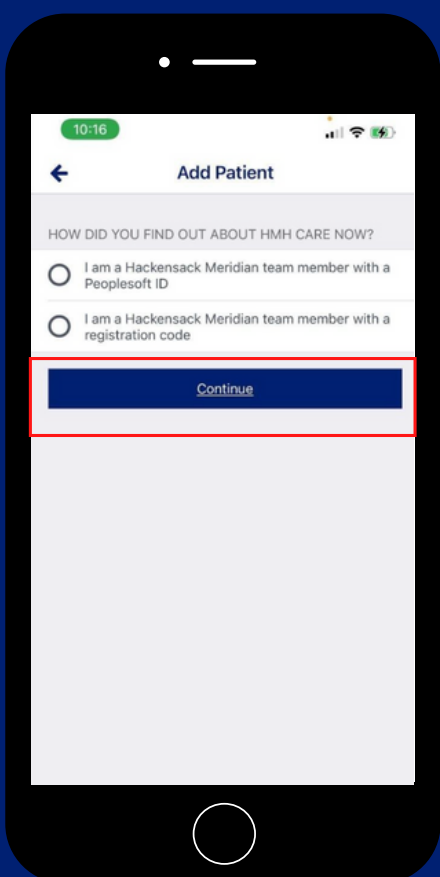 10:16
Add Patient
HOW DID YOU FIND OUT ABOUT HMH CARE NOW?
I am a Hackensack Meridian team member with a
Peoplesoft ID
I am a Hackensack Meridian team member with a
registration code
Continue